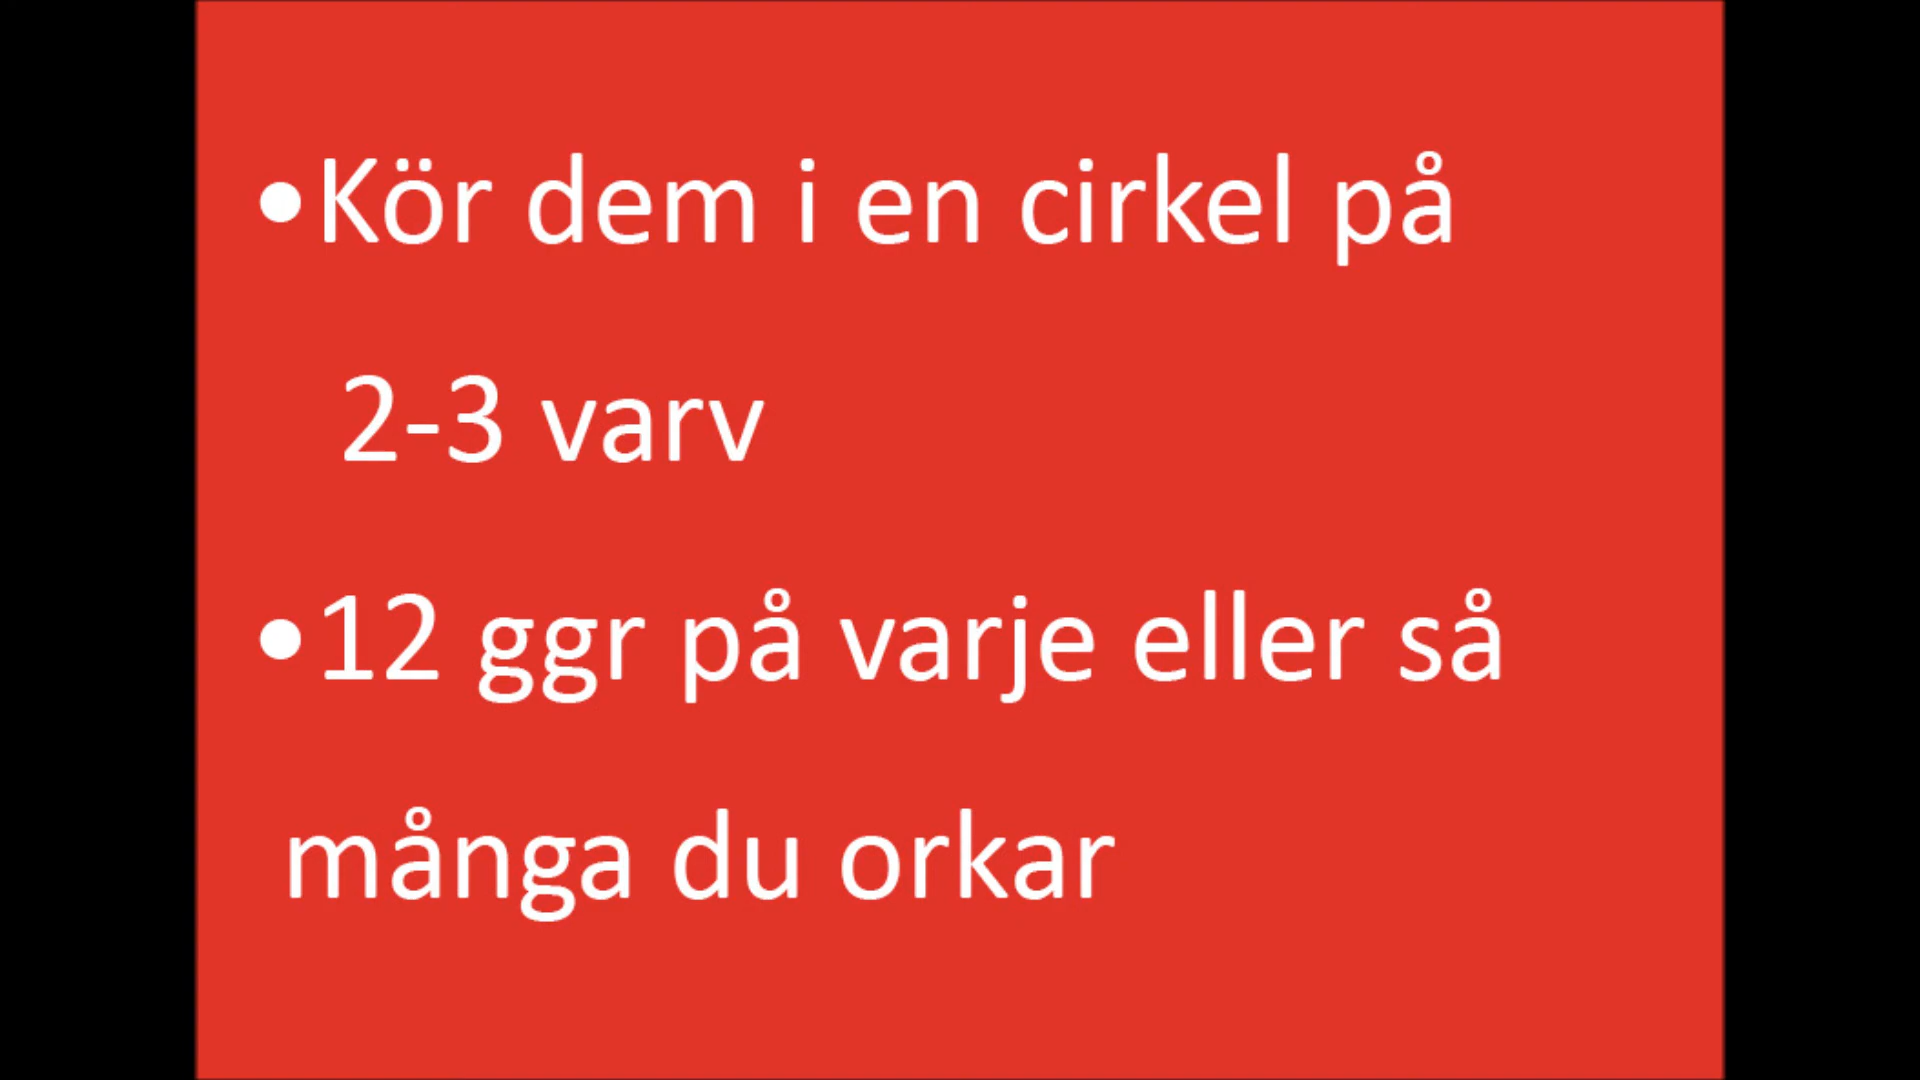 •Kör dem i en cirkel på
2-3 varv
•12 ggr på varje eller så
många du orkar